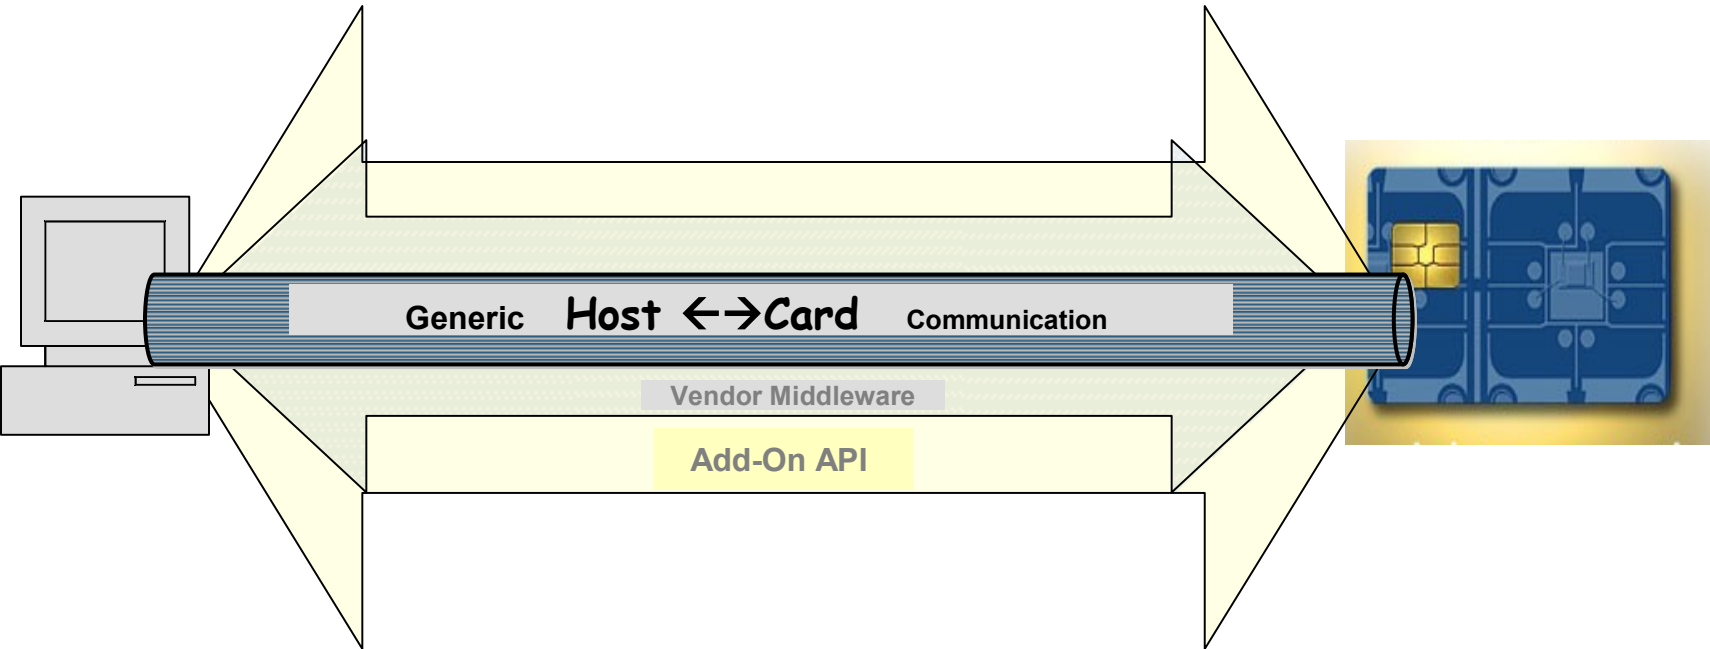 Generic Host ←→Card Communication
Vendor Middleware
Add-On API